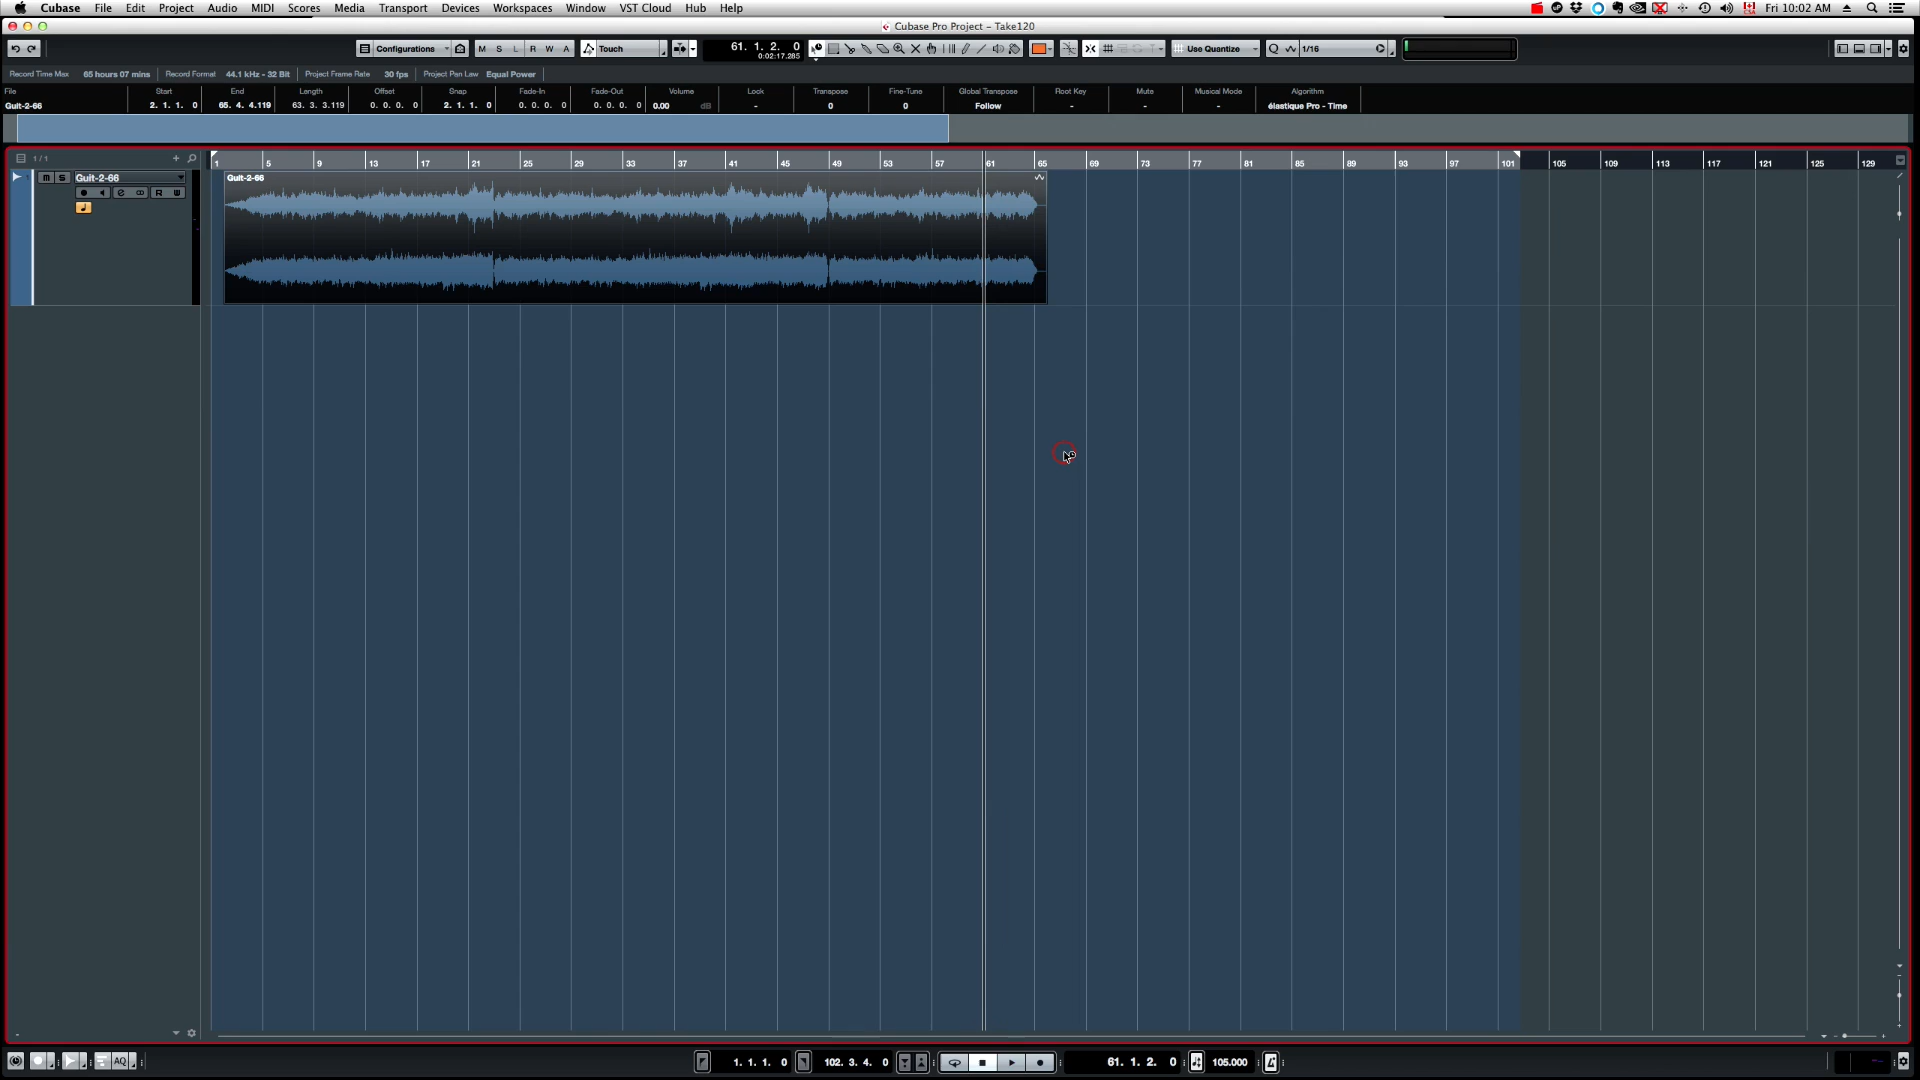 Cubase File Edit Project Audio MIDI Scores Media Transport Devices Workspaces Window VST Cloud Hub Help Fri 10:02 AM
Cubase Pro Project – Take120
Configurations M S L R W A Touch 61. 1. 2. 0 Use Quantize Q 1/16
0:02:17.285
Record Time Max 65 hours 07 mins Record Format 44.1 kHz - 32 Bit Project Frame Rate 30 fps Project Pan Law Equal Power
File Start End Length Offset Snap Fade-In Fade-Out Volume Lock Transpose Fine-Tune Global Transpose Root Key Mute Musical Mode Algorithm
Guit-2-66 2. 1. 1. 0 65. 4. 4.119 63. 3. 3.119 0. 0. 0. 0 2. 1. 1. 0 0. 0. 0. 0 0. 0. 0. 0 0.00 dB - 0 0 Follow - - - élastique Pro - Time
1/1 1 5 9 13 17 21 25 29 33 37 41 45 49 53 57 61 65 69 73 77 81 85 89 93 97 101 105 109 113 117 121 125 129
m S Guit-2-66 Guit-2-66
e R
AQ 1. 1. 1. 0 102. 3. 4. 0 61. 1. 2. 0 105.000